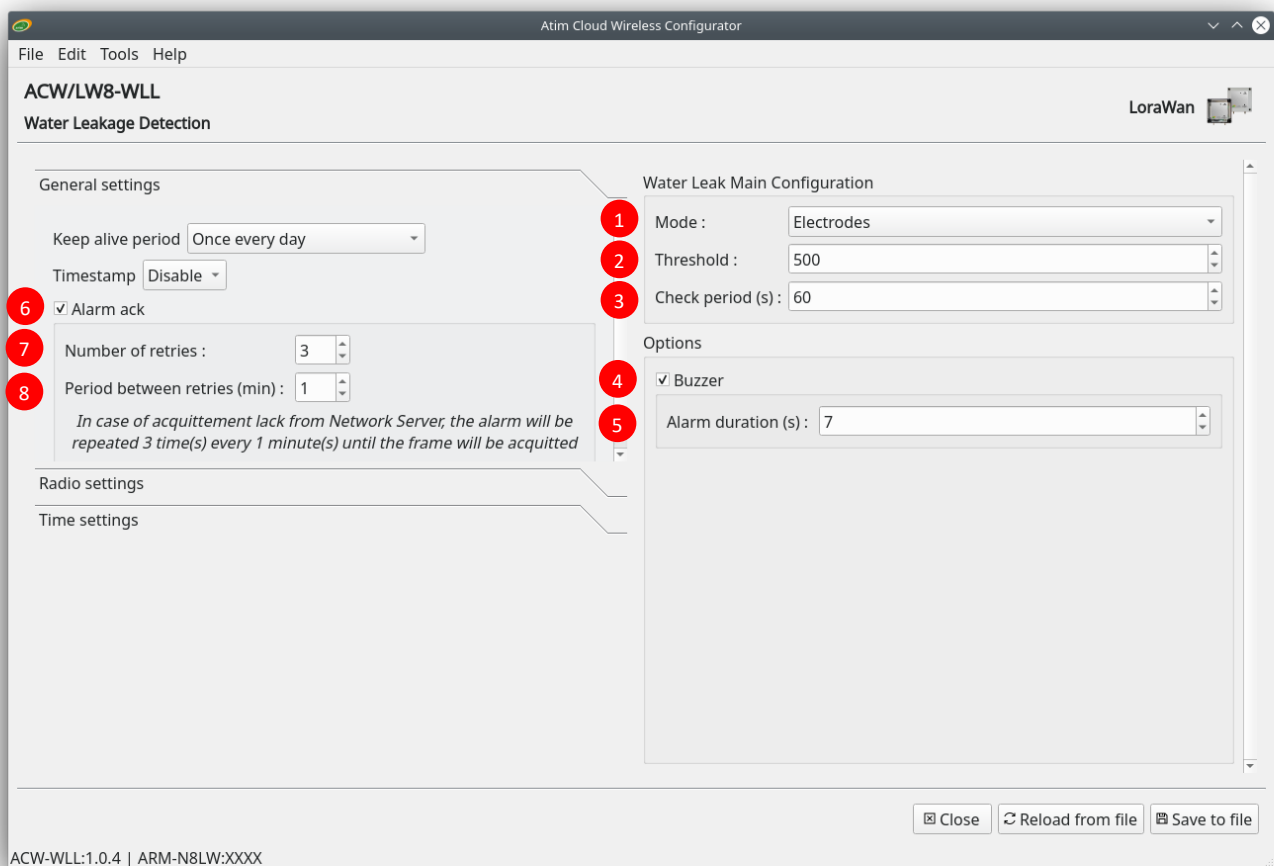 Atim Cloud Wireless Configurator
File Edit Tools Help
ACW/LW8-WLL
Water Leakage Detection
LoraWan
General settings
Keep alive period Once every day
Timestamp Disable
6 Alarm ack
7 Number of retries : 3
8 Period between retries (min) : 1
In case of acquittement lack from Network Server, the alarm will be
repeated 3 time(s) every 1 minute(s) until the frame will be acquitted
Radio settings
Time settings
Water Leak Main Configuration
1 Mode : Electrodes
2 Threshold : 500
3 Check period (s) : 60
Options
4 Buzzer
5 Alarm duration (s) : 7
Close Reload from file Save to file
ACW-WLL:1.0.4 | ARM-N8LW:XXXX